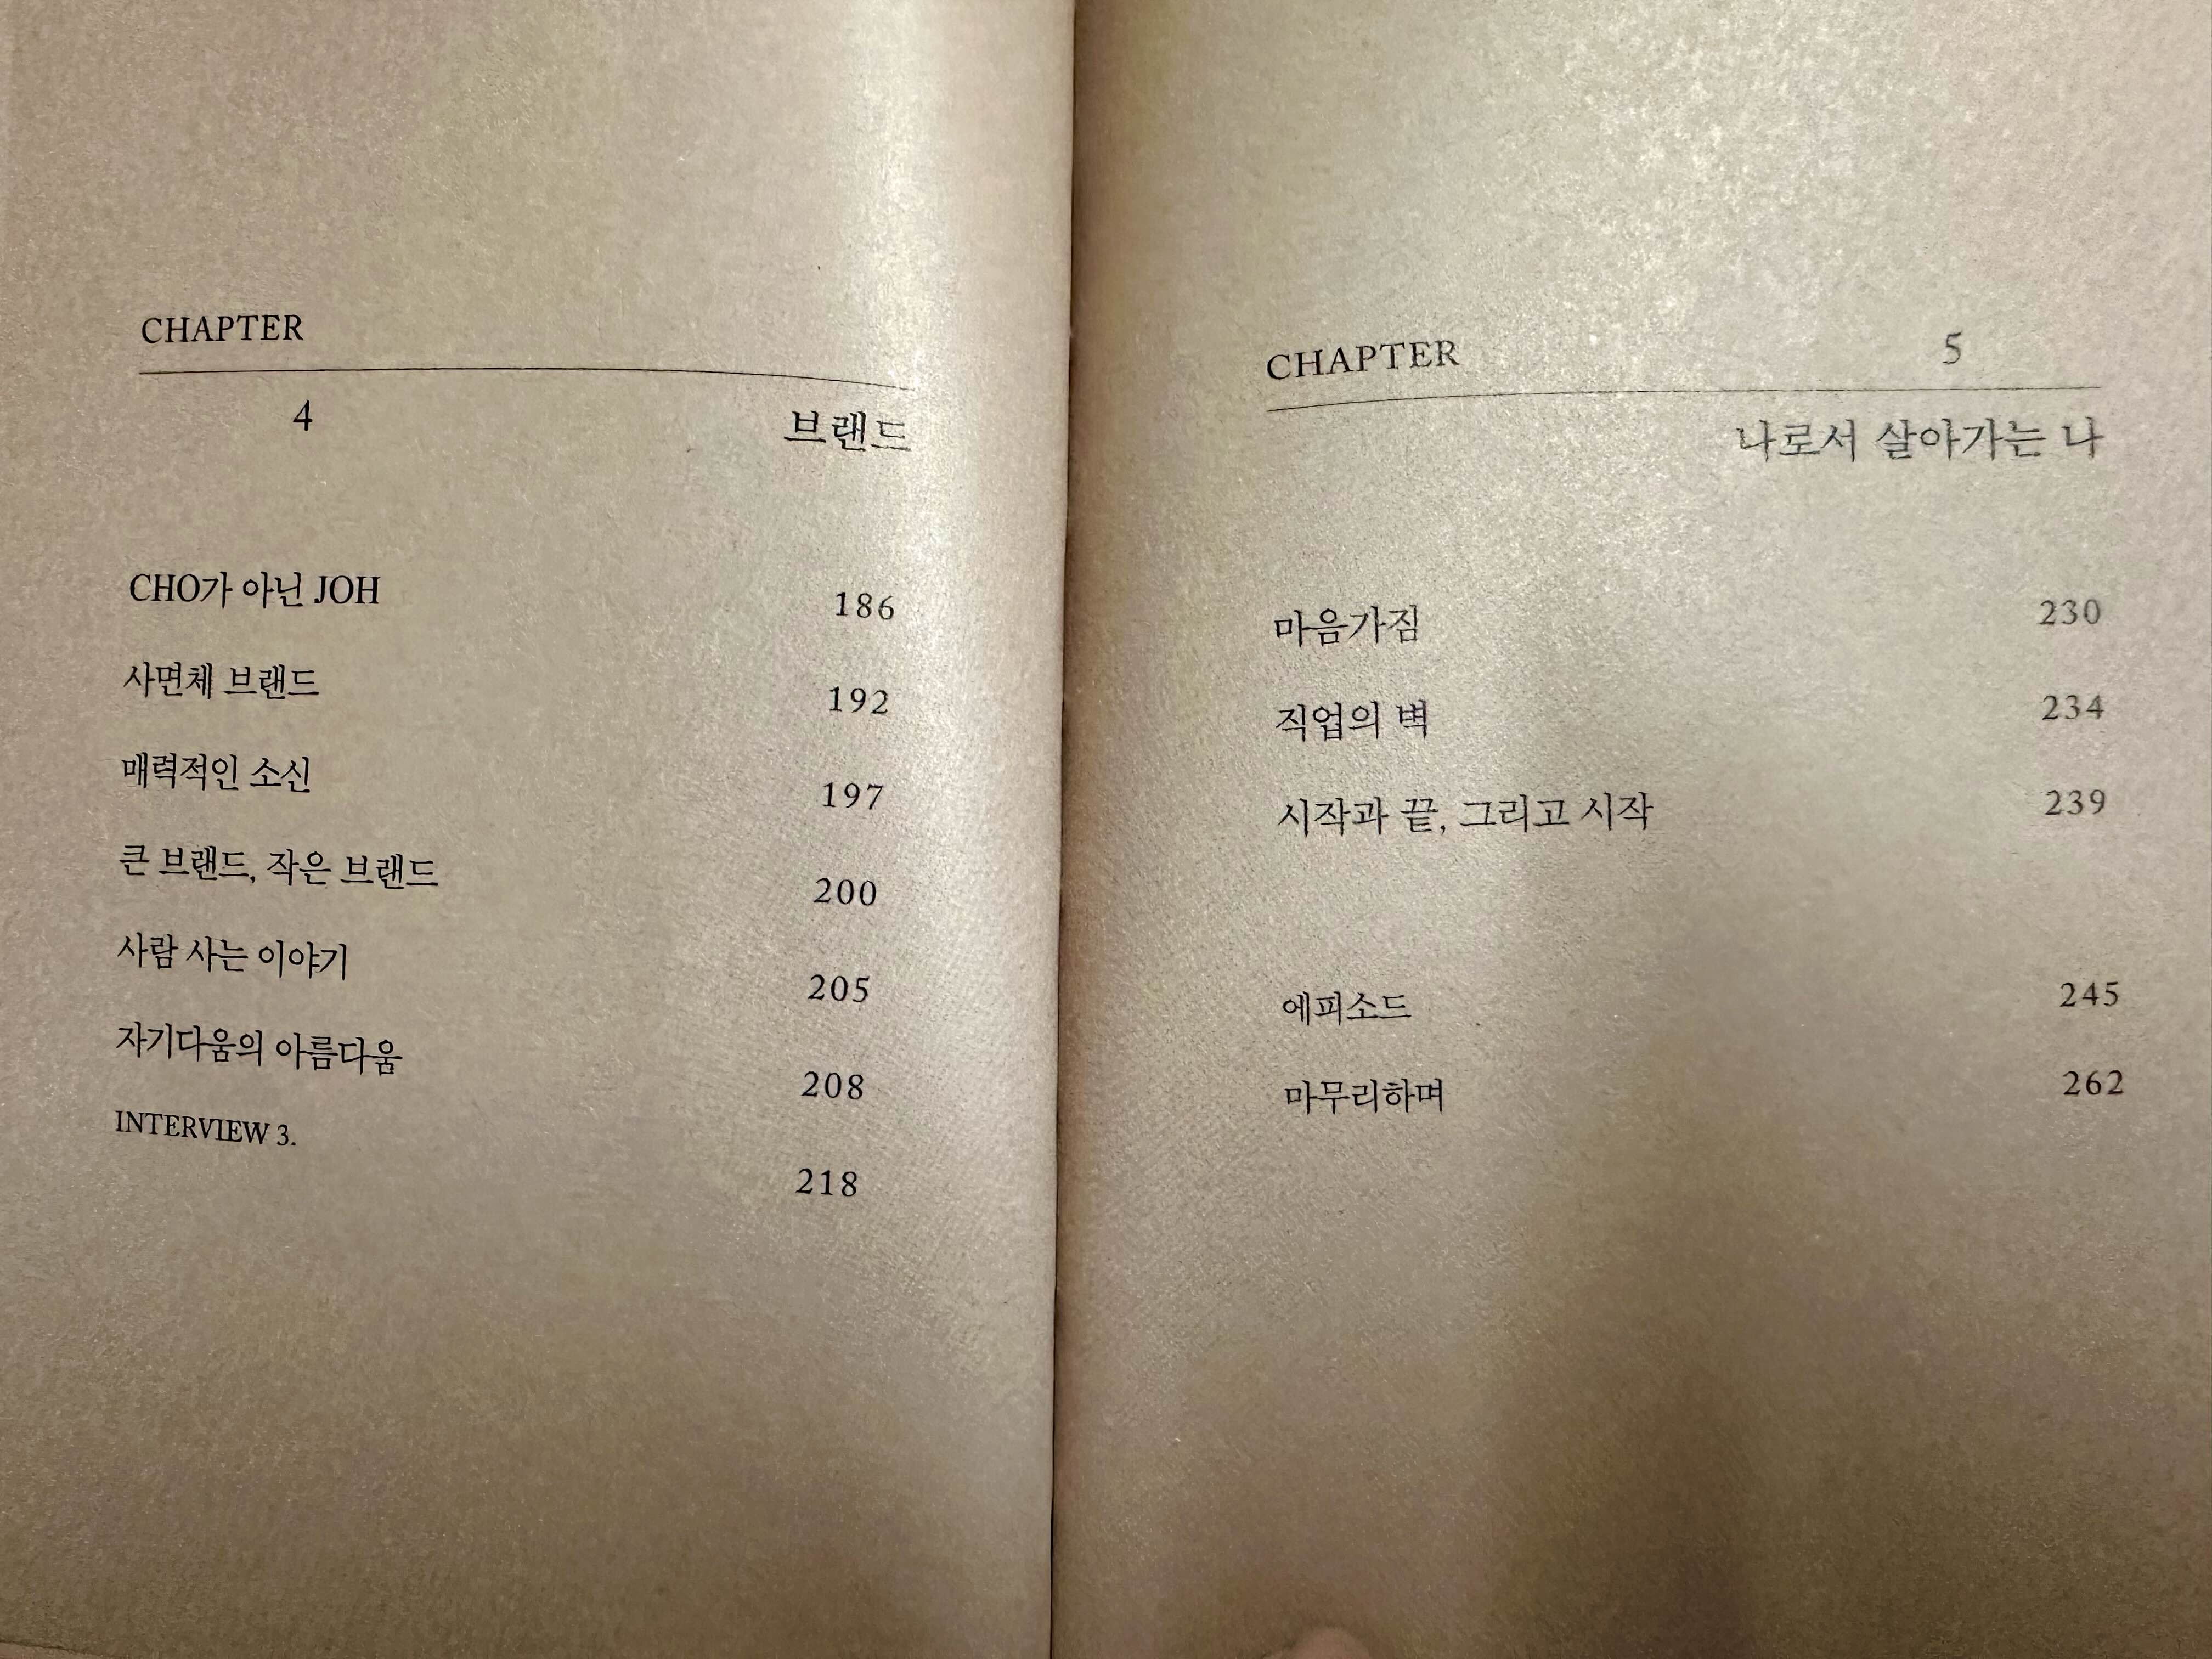 CHAPTER
4 브랜드
CHO가 아닌 JOH 186
사면체 브랜드 192
매력적인 소신 197
큰 브랜드, 작은 브랜드 200
사람 사는 이야기 205
자기다움의 아름다움 208
INTERVIEW 3. 218
CHAPTER 5
나로서 살아가는 나
마음가짐 230
직업의 벽 234
시작과 끝, 그리고 시작 239
에피소드 245
마무리하며 262